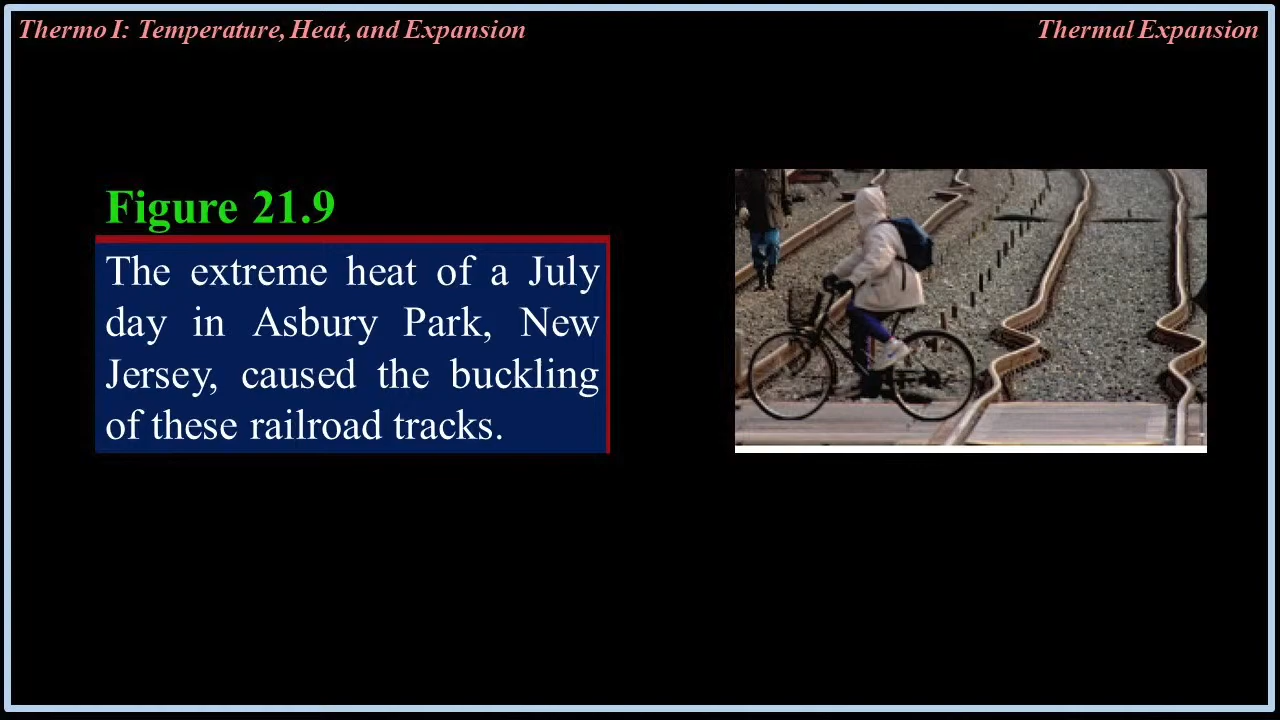 Thermo I: Temperature, Heat, and Expansion
Thermal Expansion
Figure 21.9
The extreme heat of a July
day in Asbury Park, New
Jersey, caused the buckling
of these railroad tracks.